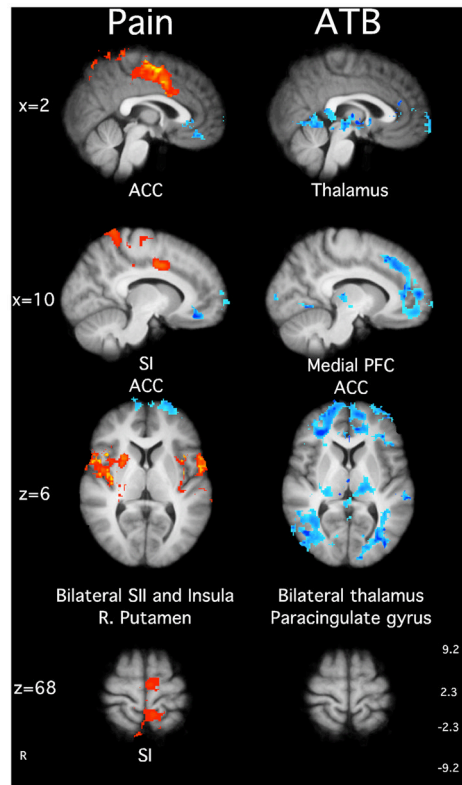 Pain ATB
x=2
ACC Thalamus
x=10
SI Medial PFC
ACC ACC
z=6
Bilateral SII and Insula Bilateral thalamus
R. Putamen Paracingulate gyrus
9.2
z=68 2.3
-2.3
R SI -9.2